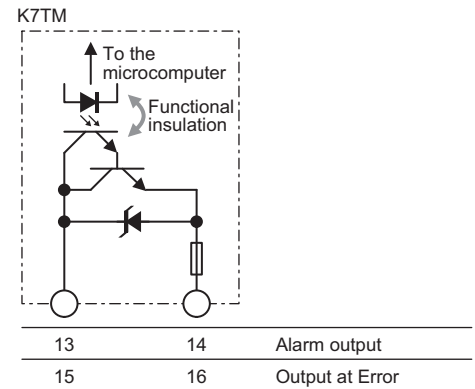 K7TM
To the
microcomputer
Functional
insulation
13 14 Alarm output
15 16 Output at Error